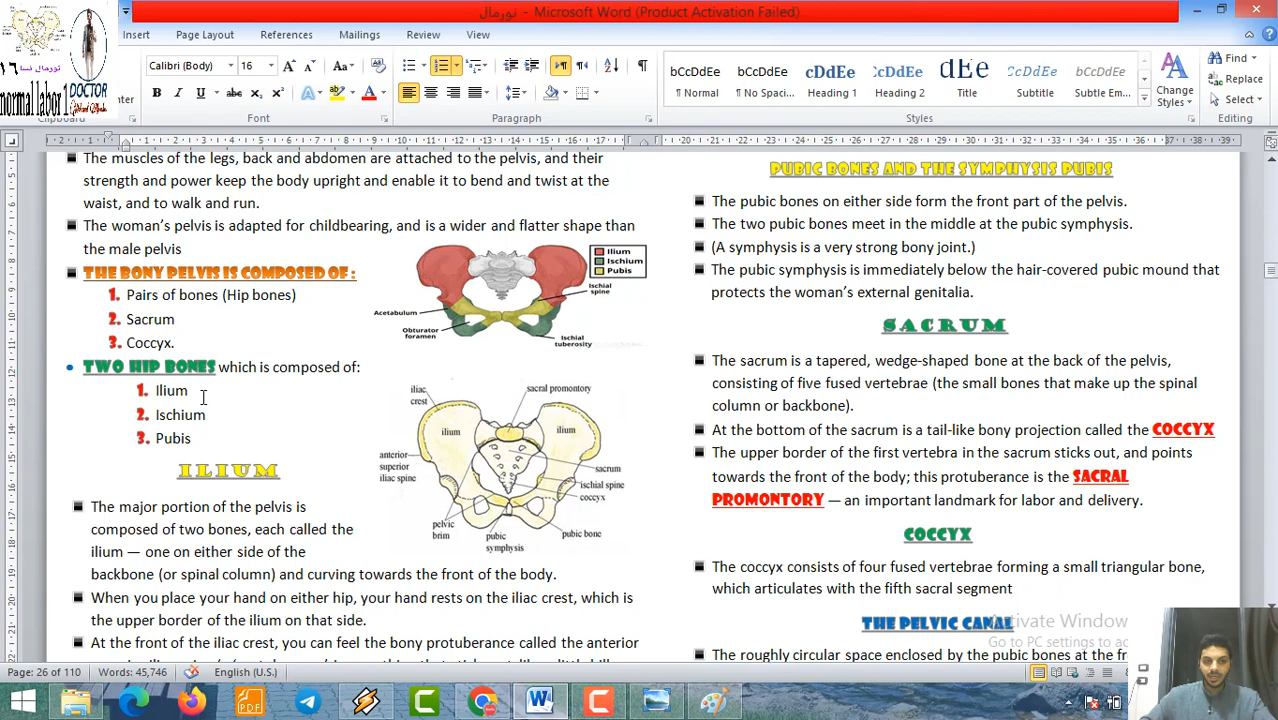 نورمال - Microsoft Word (Product Activation Failed)
Insert Page Layout References Mailings Review View
Calibri (Body) 16
Font Paragraph Styles Editing
AaBbCcDdEe
¶ Normal ¶ No Spaci... Heading 1 Heading 2 Title Subtitle Subtle Em...
Change Styles
Find
Replace
Select
نورمال نسا ١٦
normal labor 1
DOCTOR
The muscles of the legs, back and abdomen are attached to the pelvis, and their
strength and power keep the body upright and enable it to bend and twist at the
waist, and to walk and run.
The woman's pelvis is adapted for childbearing, and is a wider and flatter shape than
the male pelvis
THE BONY PELVIS IS COMPOSED OF :
1. Pairs of bones (Hip bones)
2. Sacrum
3. Coccyx.
TWO HIP BONES which is composed of:
1. Ilium
2. Ischium
3. Pubis
ILIUM
The major portion of the pelvis is
composed of two bones, each called the
ilium — one on either side of the
backbone (or spinal column) and curving towards the front of the body.
When you place your hand on either hip, your hand rests on the iliac crest, which is
the upper border of the ilium on that side.
At the front of the iliac crest, you can feel the bony protuberance called the anterior
Ilium
Ischium
Pubis
Ischial spine
Acetabulum
Obturator foramen
Ischial tuberosity
iliac crest
sacral promontory
ilium
ilium
anterior superior iliac spine
sacrum
ischial spine
coccyx
pelvic brim
pubic symphysis
pubic bone
PUBIC BONES AND THE SYMPHYSIS PUBIS
The pubic bones on either side form the front part of the pelvis.
The two pubic bones meet in the middle at the pubic symphysis.
(A symphysis is a very strong bony joint.)
The pubic symphysis is immediately below the hair-covered pubic mound that
protects the woman's external genitalia.
SACRUM
The sacrum is a tapered, wedge-shaped bone at the back of the pelvis,
consisting of five fused vertebrae (the small bones that make up the spinal
column or backbone).
At the bottom of the sacrum is a tail-like bony projection called the COCCYX
The upper border of the first vertebra in the sacrum sticks out, and points
towards the front of the body; this protuberance is the SACRAL
PROMONTORY — an important landmark for labor and delivery.
COCCYX
The coccyx consists of four fused vertebrae forming a small triangular bone,
which articulates with the fifth sacral segment
THE PELVIC CANAL
The roughly circular space enclosed by the pubic bones at the
Activate Window
Go to PC settings to ac
Page: 26 of 110 Words: 45,746 English (U.S.)